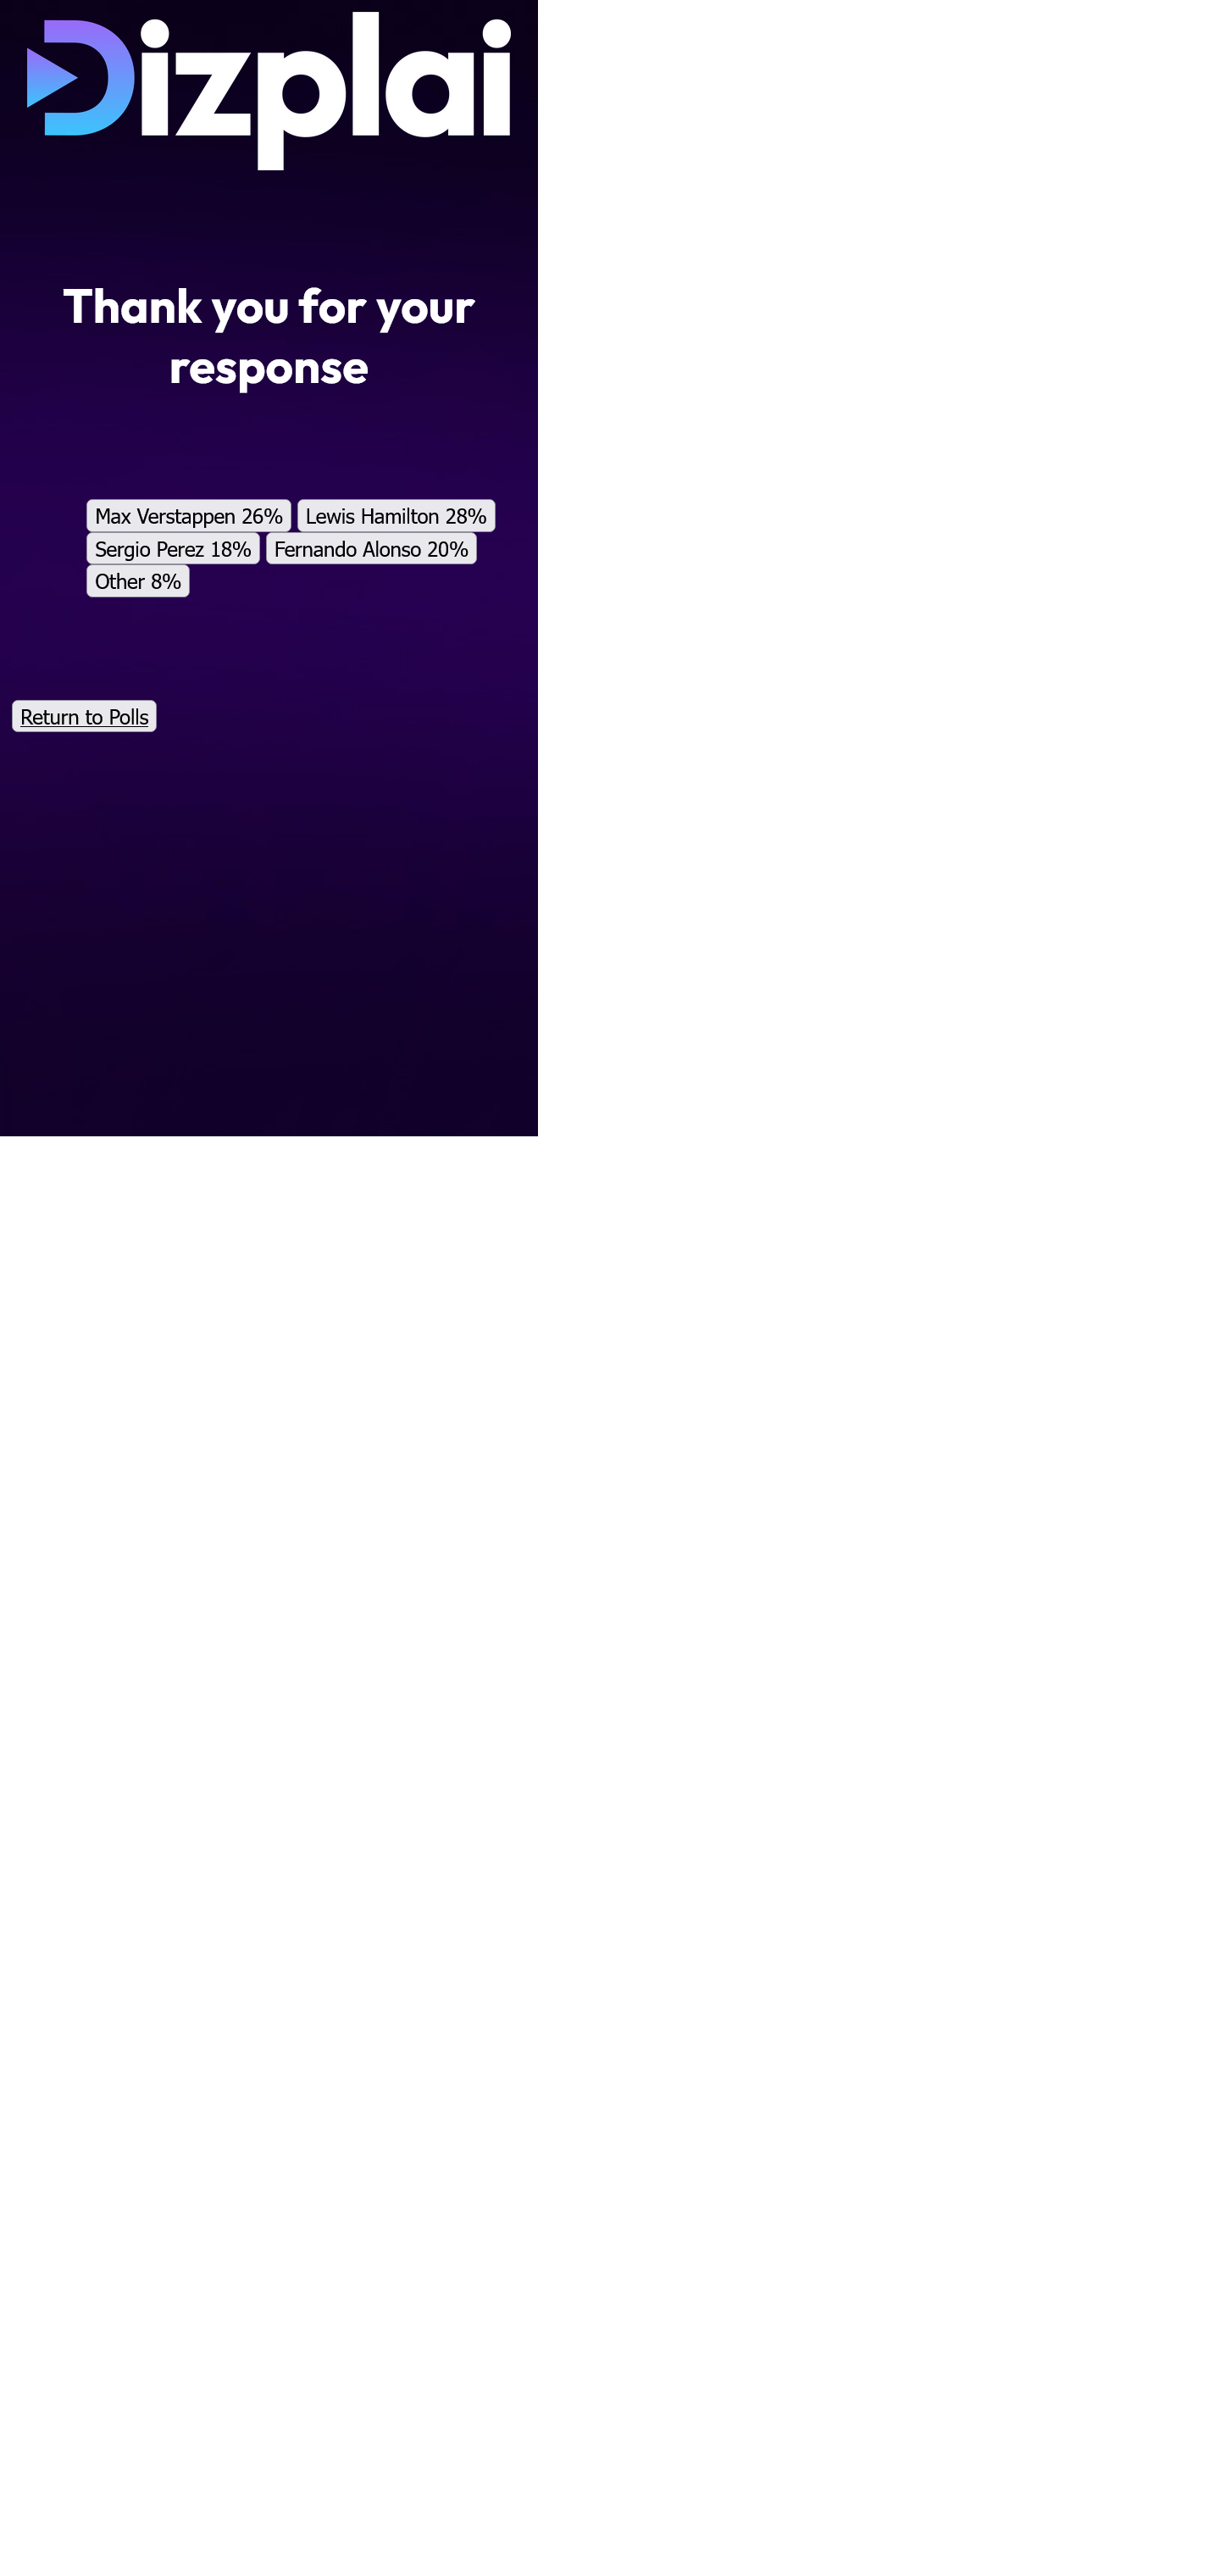 Dizplai
Thank you for your
response
Max Verstappen 26% Lewis Hamilton 28%
Sergio Perez 18% Fernando Alonso 20%
Other 8%
Return to Polls